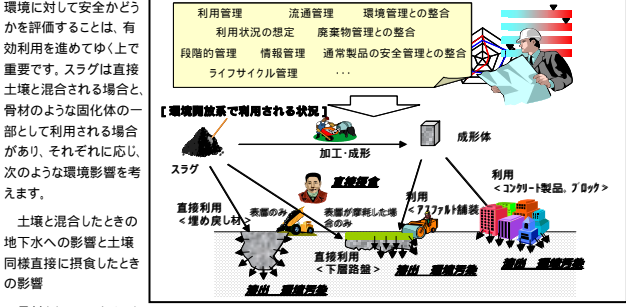 環境に対して安全かどう
かを評価することは、有
効利用を進めてゆく上で
重要です。スラグは直接
土壌と混合される場合と、
骨材のような固化体の一
部として利用される場合
があり、それぞれに応じ、
次のような環境影響を考
えます。
土壌と混合したときの
地下水への影響と土壌
同様直接に摂食したとき
の影響
利用管理 流通管理 環境管理との整合
利用状況の想定 廃棄物管理との整合
段階的管理 情報管理 通常製品の安全管理との整合
ライフサイクル管理 ・・・
[ 環境開放系で利用される状況 ]
加工・成形
成形体
スラグ
直接摂食
直接利用
<埋め戻し材>
表層のみ
表層が摩耗した場
合のみ
利用
<アスファルト舗装>
利用
<コンクリート製品、ブロック>
直接利用
<下層路盤>
溶出 環境汚染
溶出 環境汚染
溶出 環境汚染